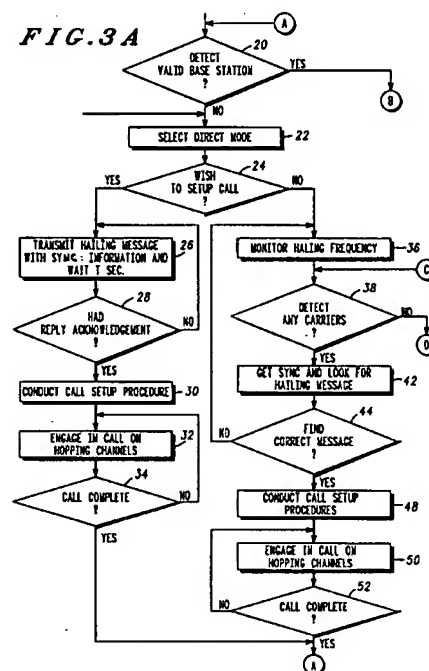 FIG.3A
A
20
DETECT
VALID BASE STATION
?
YES
B
NO
SELECT DIRECT MODE
22
24
YES
WISH
TO SETUP CALL
?
NO
TRANSMIT HAILING MESSAGE
WITH SYNC: INFORMATION AND
WAIT T SEC.
26
28
HAD
REPLY ACKNOWLEDGEMENT
?
NO
YES
CONDUCT CALL SETUP PROCEDURE
30
ENGAGE IN CALL ON
HOPPING CHANNELS
32
34
CALL COMPLETE
?
NO
YES
MONITOR HALING FREQUENCY
36
C
38
DETECT
ANY CARRIERS
?
NO
D
YES
GET SYNC AND LOOK FOR
HAILING MESSAGE
42
44
FIND
CORRECT MESSAGE
?
NO
YES
CONDUCT CALL SETUP
PROCEDURES
48
ENGAGE IN CALL ON
HOPPING CHANNELS
50
52
CALL COMPLETE
?
NO
YES
A